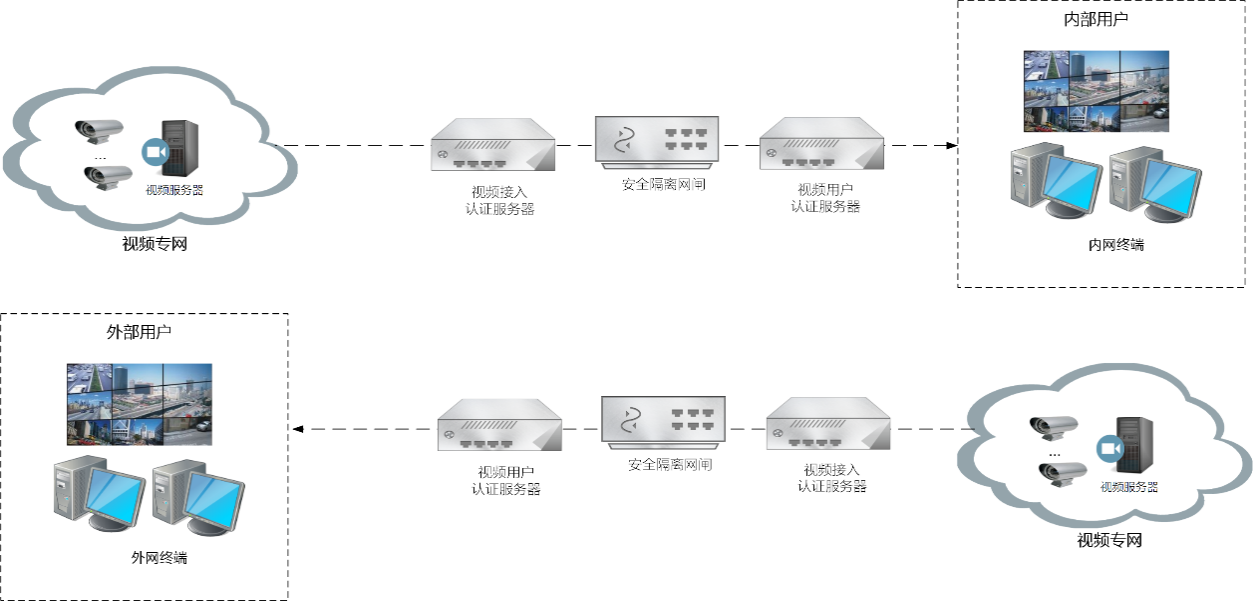 内部用户
...
视频服务器
视频专网
视频接入
认证服务器
安全隔离网闸
视频用户
认证服务器
内网终端
外部用户
外网终端
视频用户
认证服务器
安全隔离网闸
视频接入
认证服务器
...
视频服务器
视频专网